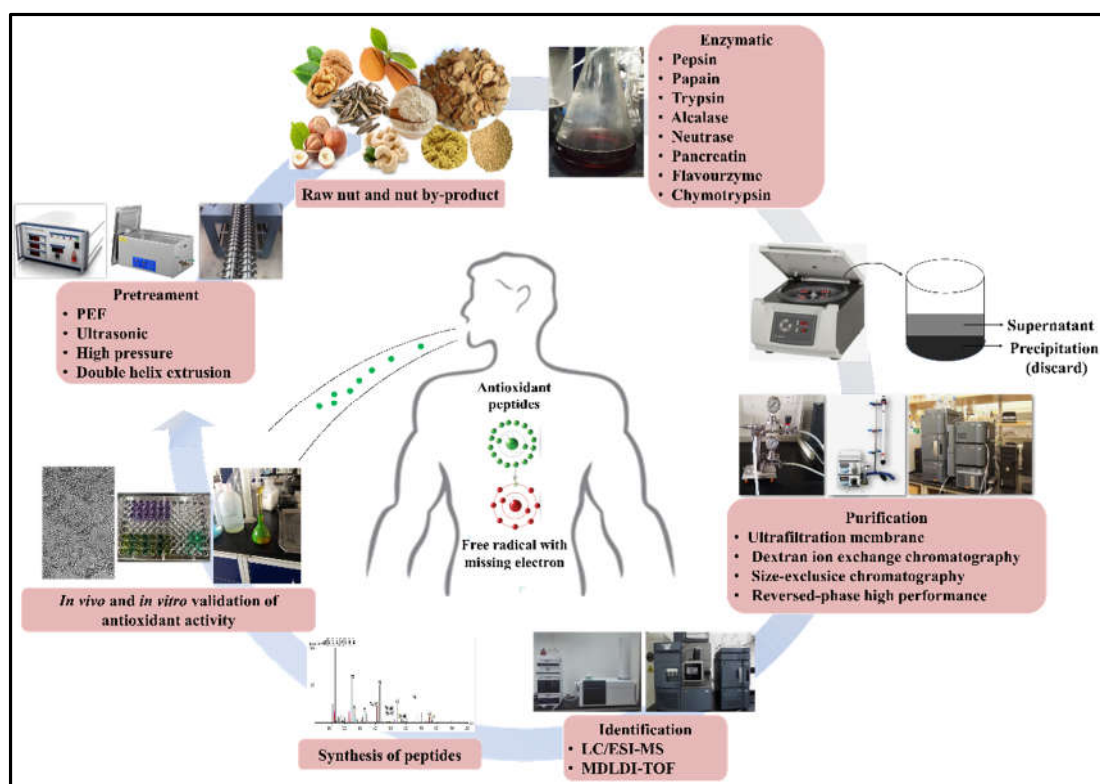 Enzymatic
• Pepsin
• Papain
• Trypsin
• Alcalase
• Neutrase
• Pancreatin
• Flavourzyme
• Chymotrypsin
Raw nut and nut by-product
Pretreament
• PEF
• Ultrasonic
• High pressure
• Double helix extrusion
Supernatant
Precipitation
(discard)
Antioxidant
peptides
Free radical with
missing electron
Purification
• Ultrafiltration membrane
• Dextran ion exchange chromatography
• Size-exclusice chromatography
• Reversed-phase high performance
In vivo and in vitro validation of
antioxidant activity
Synthesis of peptides
Identification
• LC/ESI-MS
• MDLDI-TOF